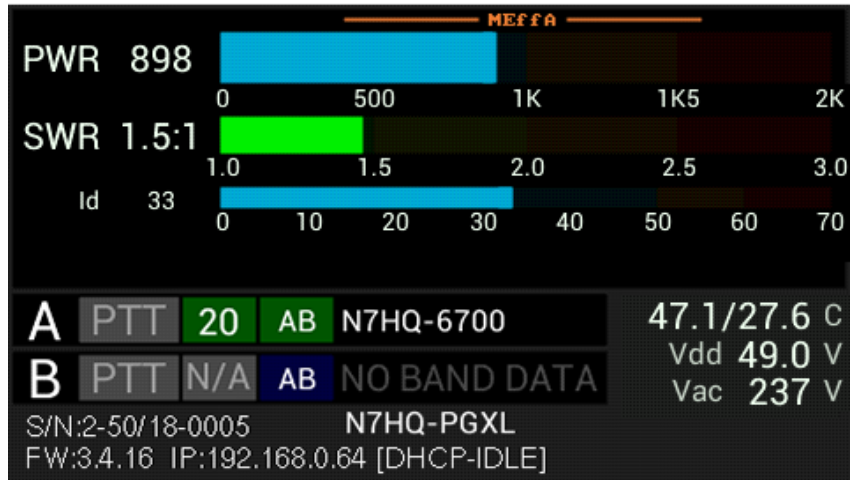 MEffA
PWR 898
0 500 1K 1K5 2K
SWR 1.5:1
1.0 1.5 2.0 2.5 3.0
Id 33
0 10 20 30 40 50 60 70
A PTT 20 AB N7HQ-6700
47.1/27.6 C
B PTT N/A AB NO BAND DATA
Vdd 49.0 V
Vac 237 V
S/N:2-50/18-0005 N7HQ-PGXL
FW:3.4.16 IP:192.168.0.64 [DHCP-IDLE]